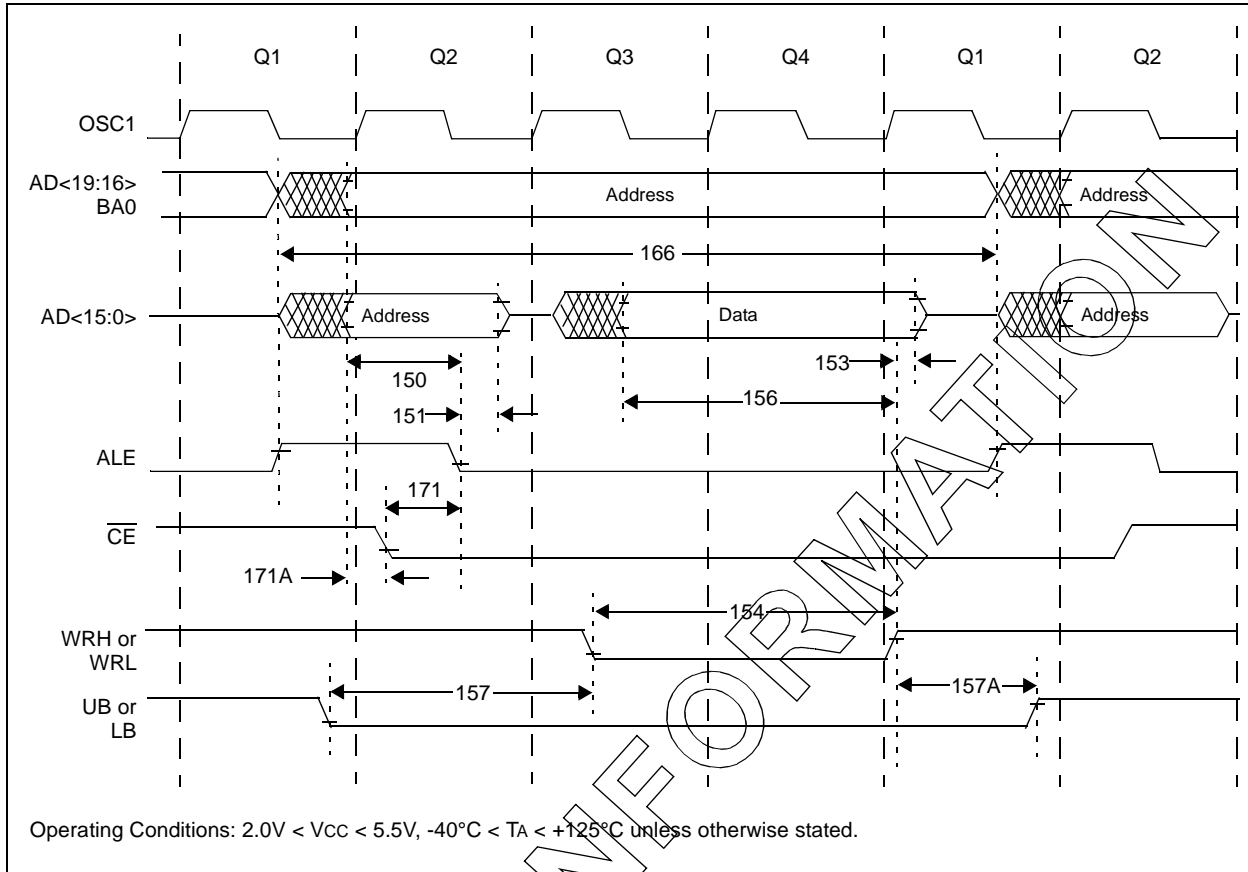 Q1 Q2 Q3 Q4 Q1 Q2
OSC1
AD<19:16>
BA0
Address
Address
166
AD<15:0>
Address
Data
Address
150
153
151
156
ALE
171
CE
171A
154
WRH or
WRL
157
157A
UB or
LB
Operating Conditions: 2.0V < VCC < 5.5V, -40°C < TA < +125°C unless otherwise stated.
NFORMATION